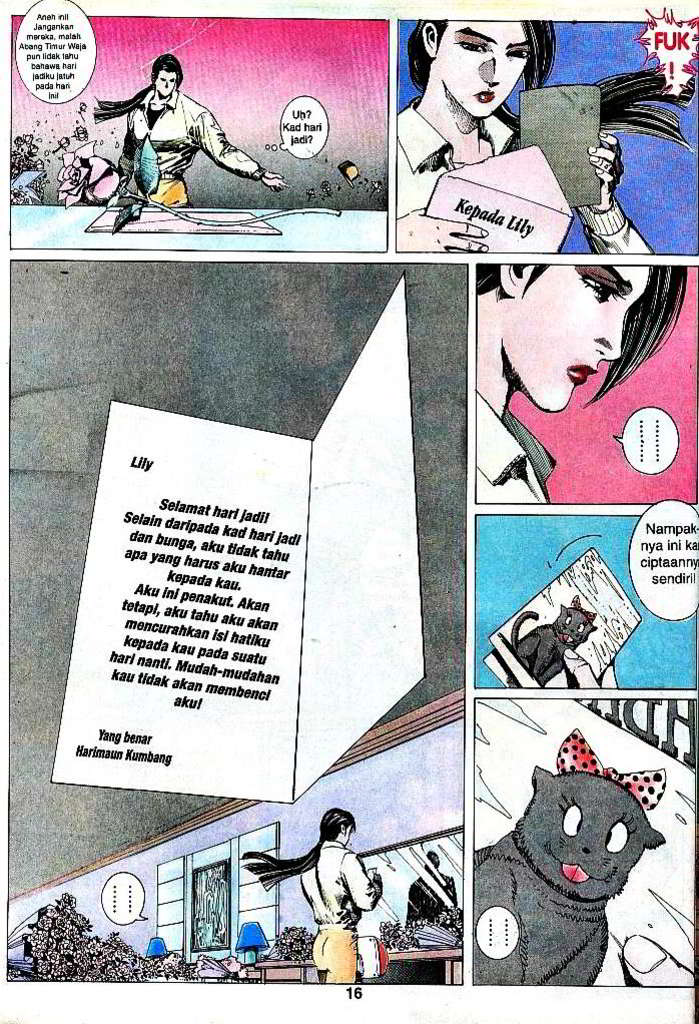 Aneh ini!
Jangankan
mereka, malah
Abang Timur Waja
pun tidak tahu
bahawa hari
jadiku jatuh
pada hari
ini!
Uh?
Kad hari
jadi?
FUK
!
Kepada Lily
Lily
Selamat hari jadi!
Selain daripada kad hari jadi
dan bunga, aku tidak tahu
apa yang harus aku hantar
kepada kau.
Aku ini penakut. Akan
tetapi, aku tahu aku akan
mencurahkan isi hatiku
kepada kau pada suatu
hari nanti. Mudah-mudahan
kau tidak akan membenci
aku!
Yang benar
Harimaun Kumbang
Nampak-
nya ini ka
ciptaanny
sendiri!
16